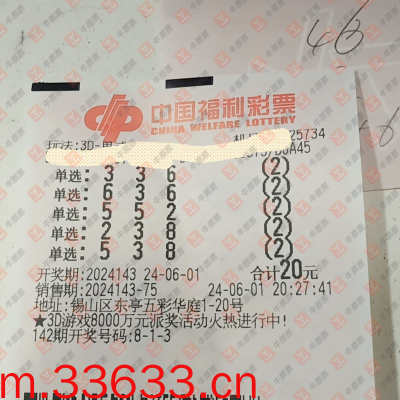 46
中国福利彩票
CHINA WELFARE LOTTERY
25734
玩法:3D-单式
单选: 3 3 6 (2)
单选: 6 3 6 (2)
单选: 5 5 2 (2)
单选: 2 3 8 (2)
单选: 5 3 8 (2)
开奖期:2024143 24-06-01 合计20元
销售期:2024143-75 24-06-01 20:27:41
地址:锡山区东亭五彩华庭1-20号
★3D游戏8000万元派奖活动火热进行中!
142期开奖号码:8-1-3
m.33633.cn